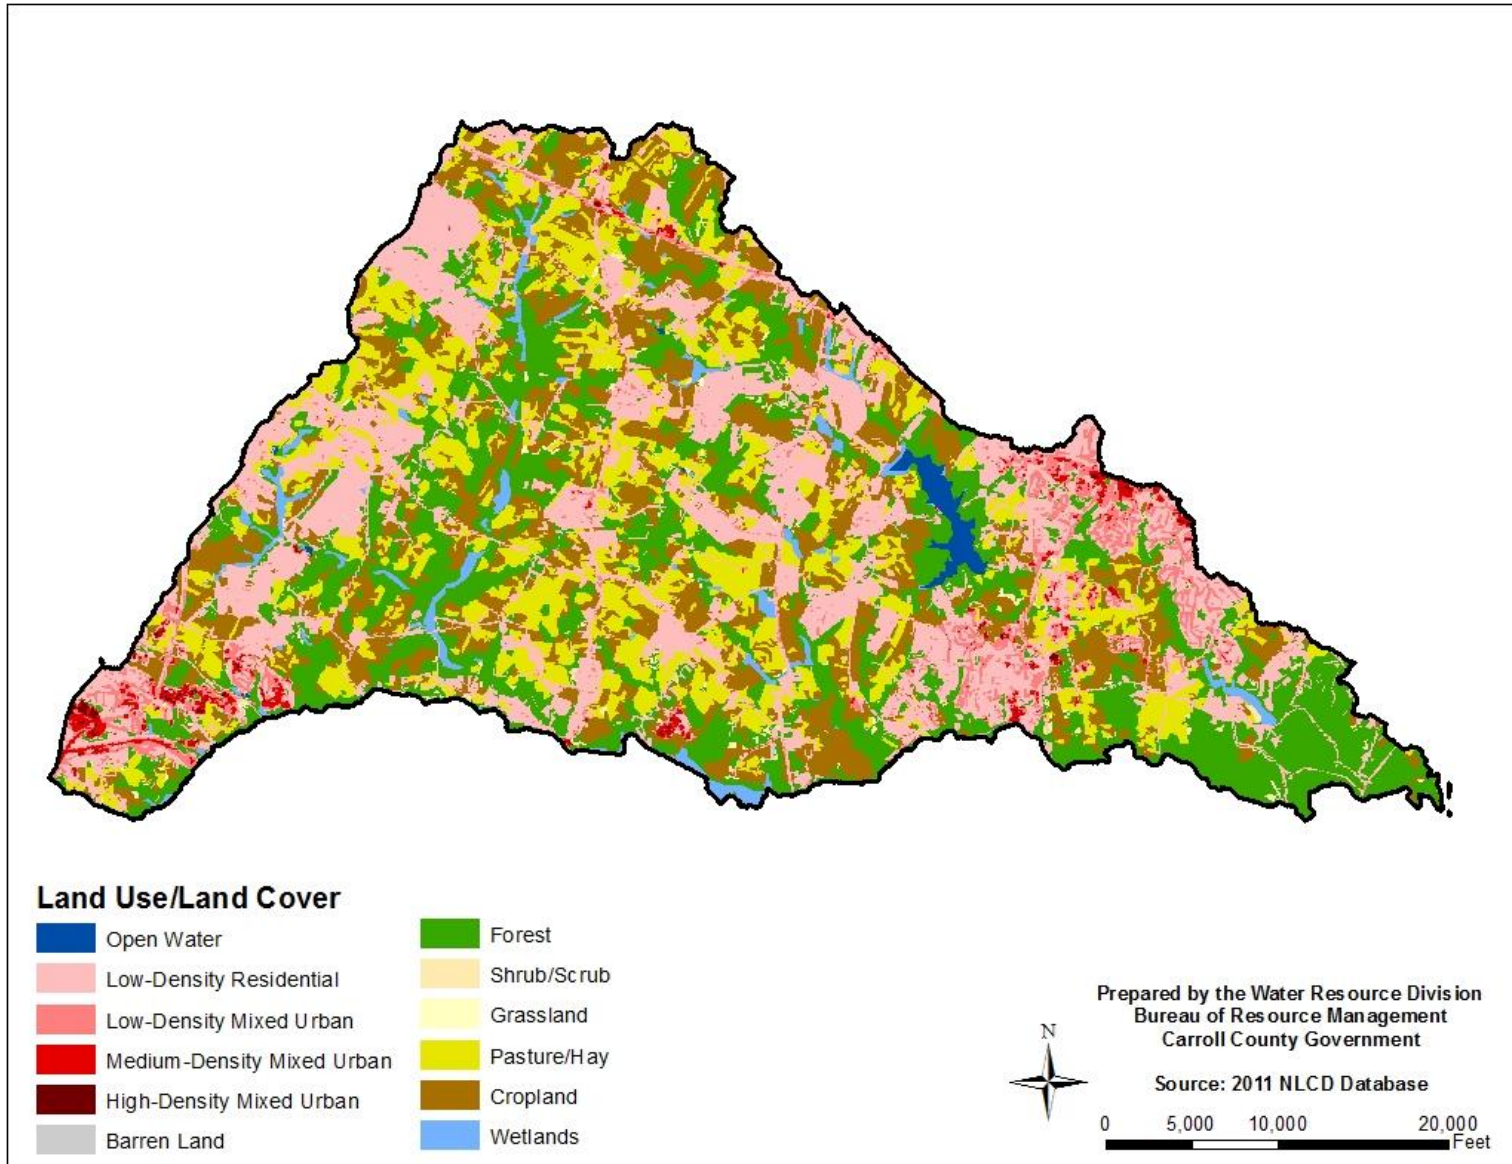 Land Use/Land Cover
Open Water
Low-Density Residential
Low-Density Mixed Urban
Medium-Density Mixed Urban
High-Density Mixed Urban
Barren Land
Forest
Shrub/Scrub
Grassland
Pasture/Hay
Cropland
Wetlands
N
Prepared by the Water Resource Division
Bureau of Resource Management
Carroll County Government
Source: 2011 NLCD Database
0 5,000 10,000 20,000
Feet